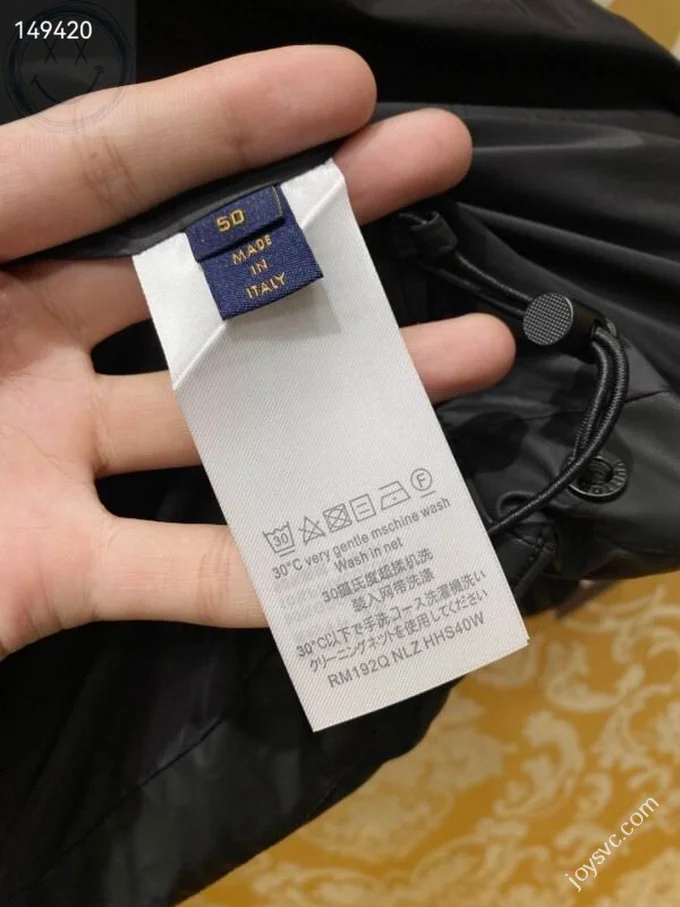 149420
50
MADE
IN
ITALY
30
F
30°C very gentle mschine wash
Wash in net
30摄氏度超揉机洗
装入网带洗涤
30℃以下で手洗コース洗濯機洗い
クリーニングネットを使用してください
RM192Q NLZ HHS40W
joysvc.com